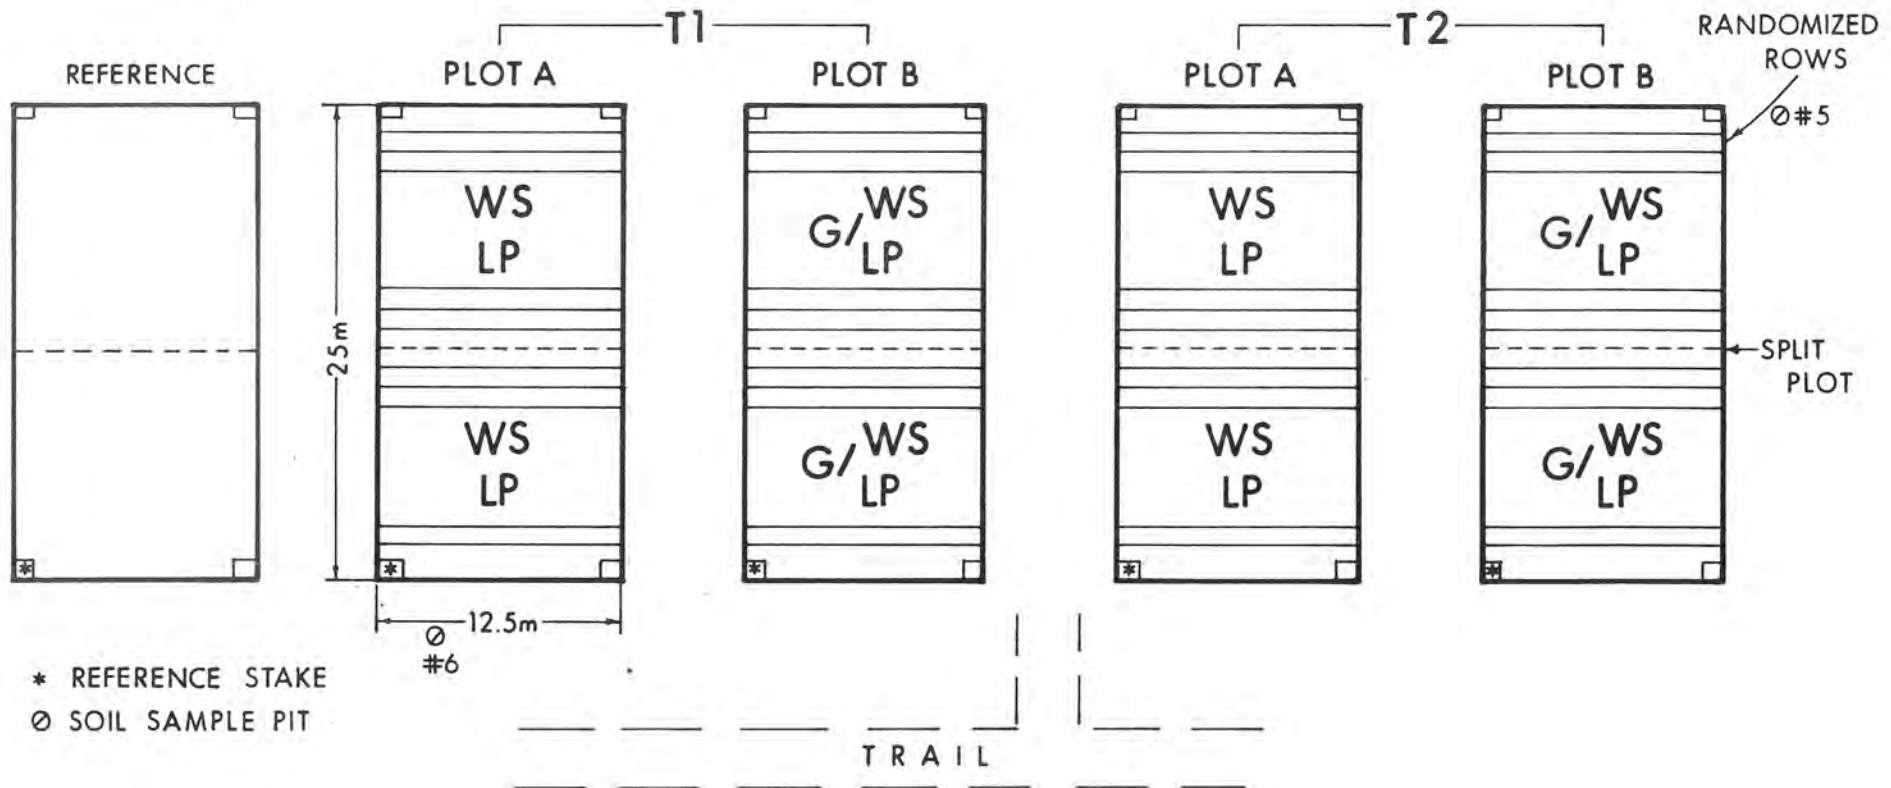 T1
T2
RANDOMIZED
ROWS
REFERENCE
PLOT A
PLOT B
PLOT A
PLOT B
⊘#5
WS
LP
G/WS
LP
WS
LP
G/WS
LP
25m
SPLIT
PLOT
WS
LP
G/WS
LP
WS
LP
G/WS
LP
*
*
*
*
*
12.5m
⊘
#6
* REFERENCE STAKE
⊘ SOIL SAMPLE PIT
TRAIL